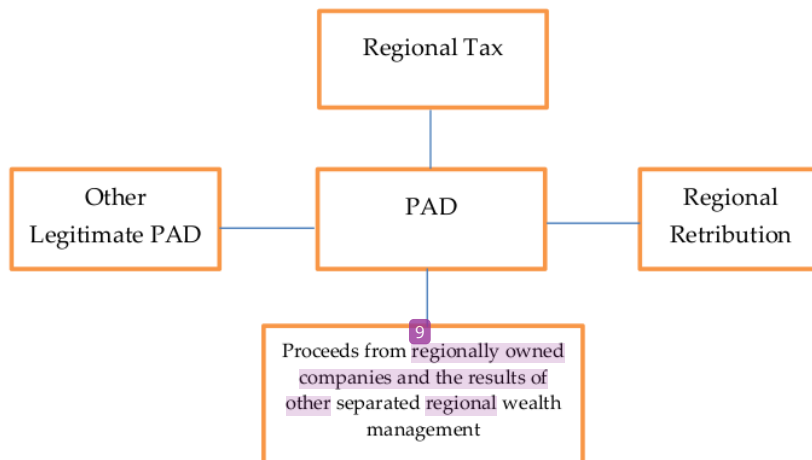 Regional Tax
Other
Legitimate PAD
PAD
Regional
Retribution
9
Proceeds from regionally owned
companies and the results of
other separated regional wealth
management